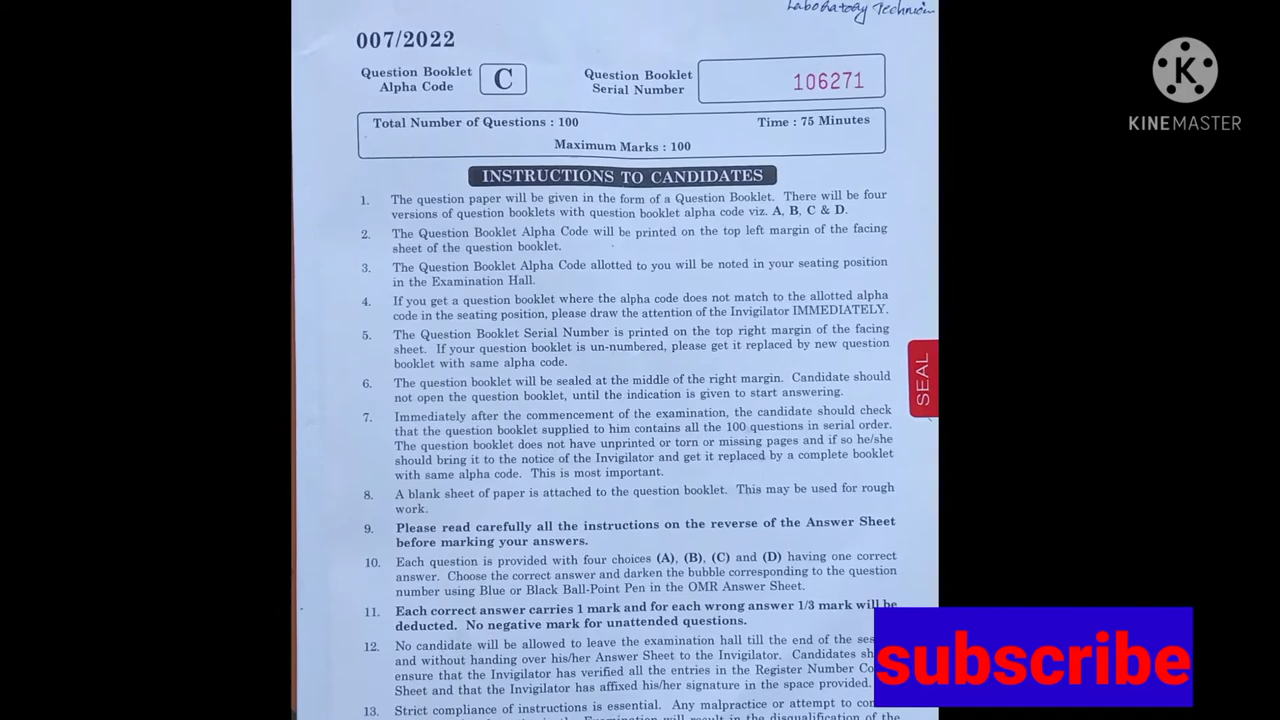 Laboratory Technician
007/2022
Question Booklet
Alpha Code
C
Question Booklet
Serial Number
106271
Total Number of Questions : 100
Time : 75 Minutes
Maximum Marks : 100
INSTRUCTIONS TO CANDIDATES
1. The question paper will be given in the form of a Question Booklet. There will be four
versions of question booklets with question booklet alpha code viz. A, B, C & D.
2. The Question Booklet Alpha Code will be printed on the top left margin of the facing
sheet of the question booklet.
3. The Question Booklet Alpha Code allotted to you will be noted in your seating position
in the Examination Hall.
4. If you get a question booklet where the alpha code does not match to the allotted alpha
code in the seating position, please draw the attention of the Invigilator IMMEDIATELY.
5. The Question Booklet Serial Number is printed on the top right margin of the facing
sheet. If your question booklet is un-numbered, please get it replaced by new question
booklet with same alpha code.
6. The question booklet will be sealed at the middle of the right margin. Candidate should
not open the question booklet, until the indication is given to start answering.
7. Immediately after the commencement of the examination, the candidate should check
that the question booklet supplied to him contains all the 100 questions in serial order.
The question booklet does not have unprinted or torn or missing pages and if so he/she
should bring it to the notice of the Invigilator and get it replaced by a complete booklet
with same alpha code. This is most important.
8. A blank sheet of paper is attached to the question booklet. This may be used for rough
work.
9. Please read carefully all the instructions on the reverse of the Answer Sheet
before marking your answers.
10. Each question is provided with four choices (A), (B), (C) and (D) having one correct
answer. Choose the correct answer and darken the bubble corresponding to the question
number using Blue or Black Ball-Point Pen in the OMR Answer Sheet.
11. Each correct answer carries 1 mark and for each wrong answer 1/3 mark will be
deducted. No negative mark for unattended questions.
12. No candidate will be allowed to leave the examination hall till the end of the
and without handing over his/her Answer Sheet to the Invigilator. Candidates
ensure that the Invigilator has verified all the entries in the Register Number
Sheet and that the Invigilator has affixed his/her signature in the space provided.
13. Strict compliance of instructions is essential. Any malpractice or attempt to
Examination will result in the disqualification of the
SEAL
KINEMASTER
subscribe